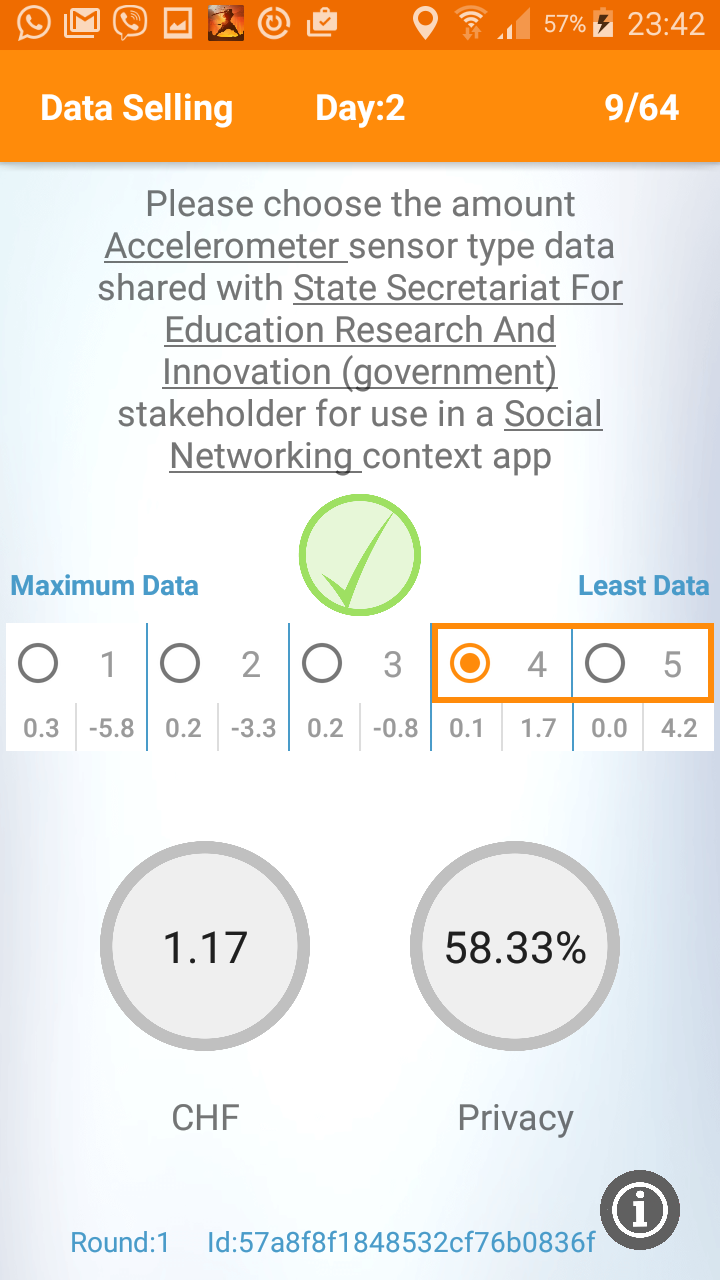 57% 23:42
Data Selling Day:2 9/64
Please choose the amount
Accelerometer sensor type data
shared with State Secretariat For
Education Research And
Innovation (government)
stakeholder for use in a Social
Networking context app
Maximum Data Least Data
1 2 3 4 5
0.3 -5.8 0.2 -3.3 0.2 -0.8 0.1 1.7 0.0 4.2
1.17 58.33%
CHF Privacy
Round:1 Id:57a8f8f1848532cf76b0836f